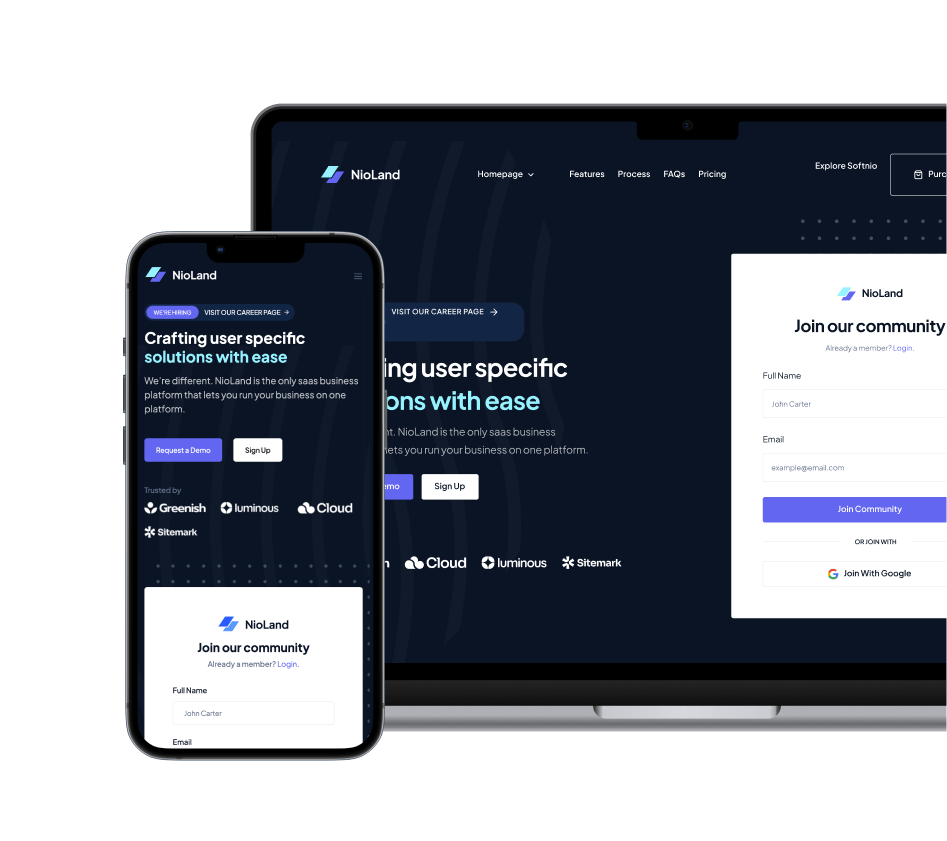 NioLand
Homepage
Features
Process
FAQs
Pricing
Explore Softnio
VISIT OUR CAREER PAGE
ing user specific
ons with ease
t. NioLand is the only saas business
lets you run your business on one platform.
emo
Sign Up
Cloud
luminous
Sitemark
NioLand
Join our community
Already a member? Login.
Full Name
John Carter
Email
example@email.com
Join Community
OR JOIN WITH
Join With Google
NioLand
WE'RE HIRING
VISIT OUR CAREER PAGE
Crafting user specific
solutions with ease
We're different. NioLand is the only saas business
platform that lets you run your business on one
platform.
Request a Demo
Sign Up
Trusted by
Greenish
luminous
Cloud
Sitemark
NioLand
Join our community
Already a member? Login.
Full Name
John Carter
Email